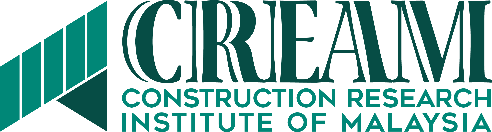 CREAM
CONSTRUCTION RESEARCH
INSTITUTE OF MALAYSIA